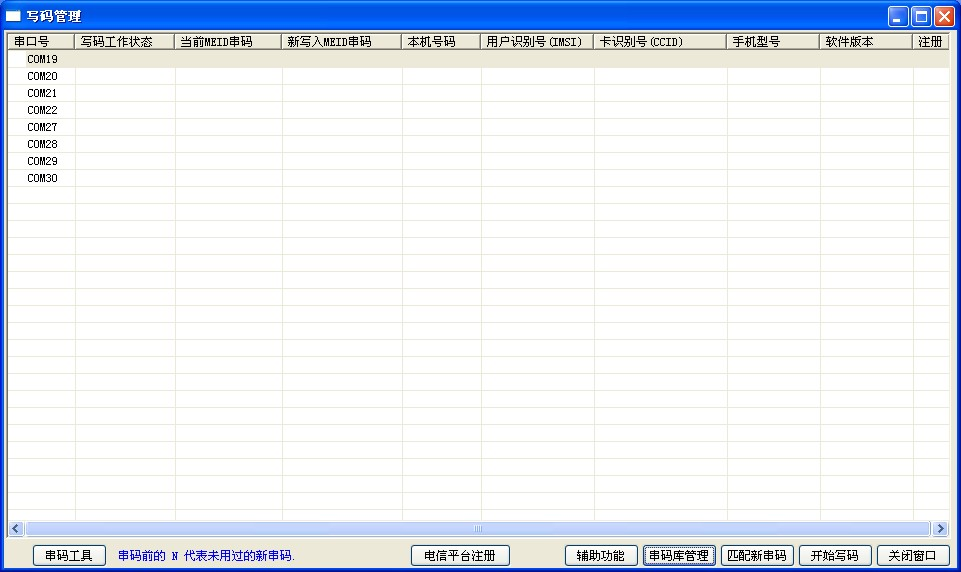 写码管理
串口号 写码工作状态 当前MEID串码 新写入MEID串码 本机号码 用户识别号(IMSI) 卡识别号(CCID) 手机型号 软件版本 注册
COM19
COM20
COM21
COM22
COM27
COM28
COM29
COM30
串码工具 串码前的 N 代表未用过的新串码. 电信平台注册 辅助功能 串码库管理 匹配新串码 开始写码 关闭窗口